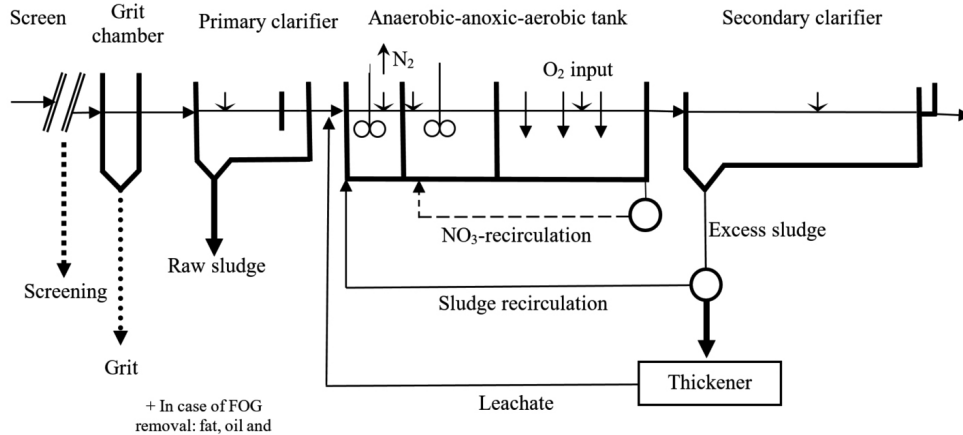 Screen
Grit
chamber
Primary clarifier
Anaerobic-anoxic-aerobic tank
Secondary clarifier
N₂
O₂ input
NO₃-recirculation
Excess sludge
Raw sludge
Screening
Sludge recirculation
Grit
Thickener
Leachate
+ In case of FOG
removal: fat, oil and